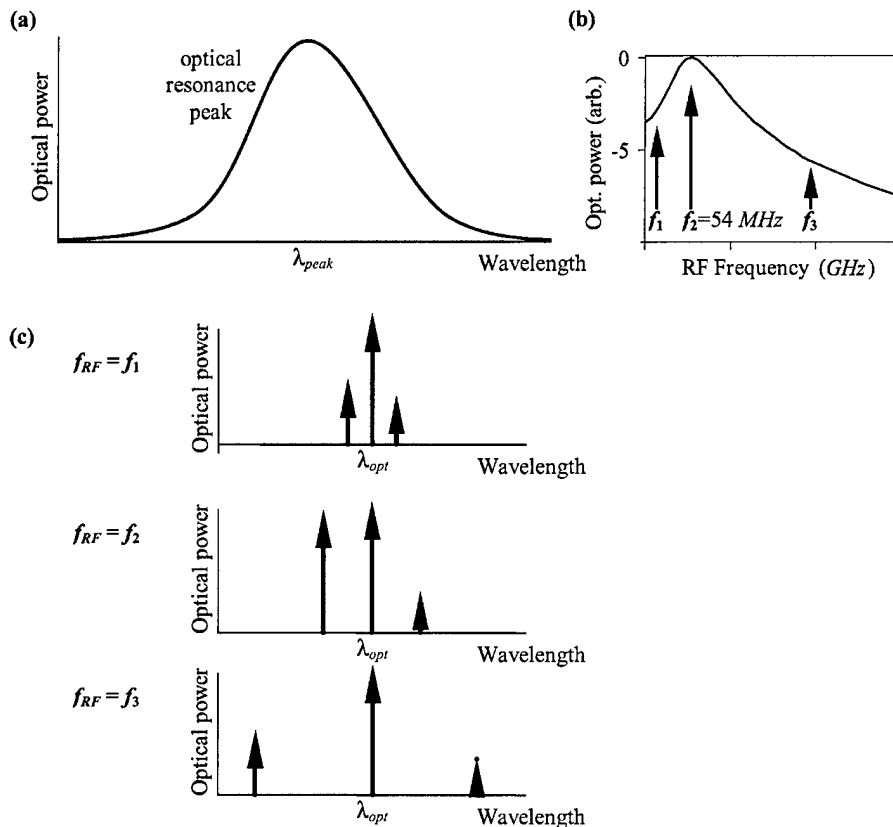 (a)
optical
resonance
peak
Optical power
λpeak
Wavelength
(b)
Opt. power (arb.)
0
-5
f1
f2=54 MHz
f3
RF Frequency (GHz)
(c)
fRF = f1
Optical power
λopt
Wavelength
fRF = f2
Optical power
λopt
Wavelength
fRF = f3
Optical power
λopt
Wavelength